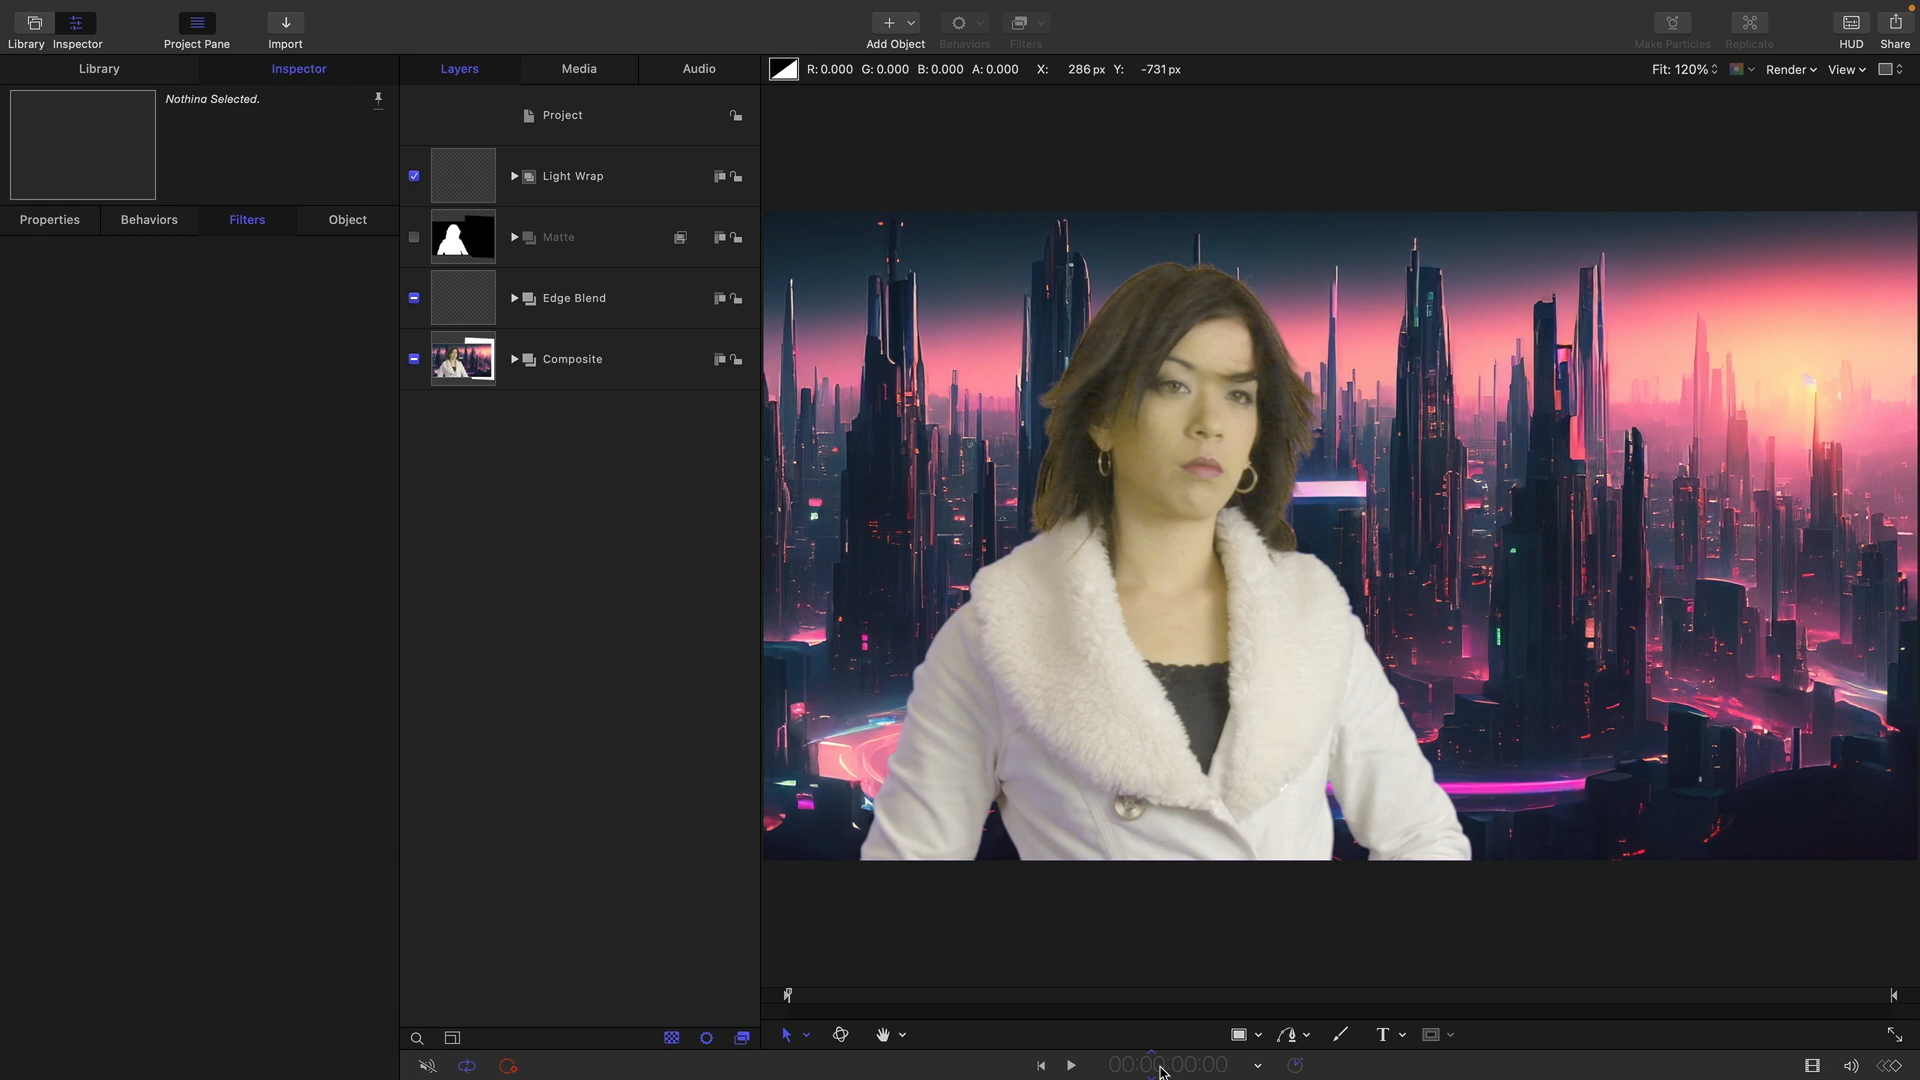 Library Inspector Project Pane Import Add Object Behaviors Filters Make Particles Replicate HUD Share
Library Inspector Layers Media Audio R: 0.000 G: 0.000 B: 0.000 A: 0.000 X: 286 px Y: -731 px Fit: 120% Render View
Nothing Selected.
Project
Light Wrap
Properties Behaviors Filters Object
Matte
Edge Blend
Composite
T
00:00:00:00